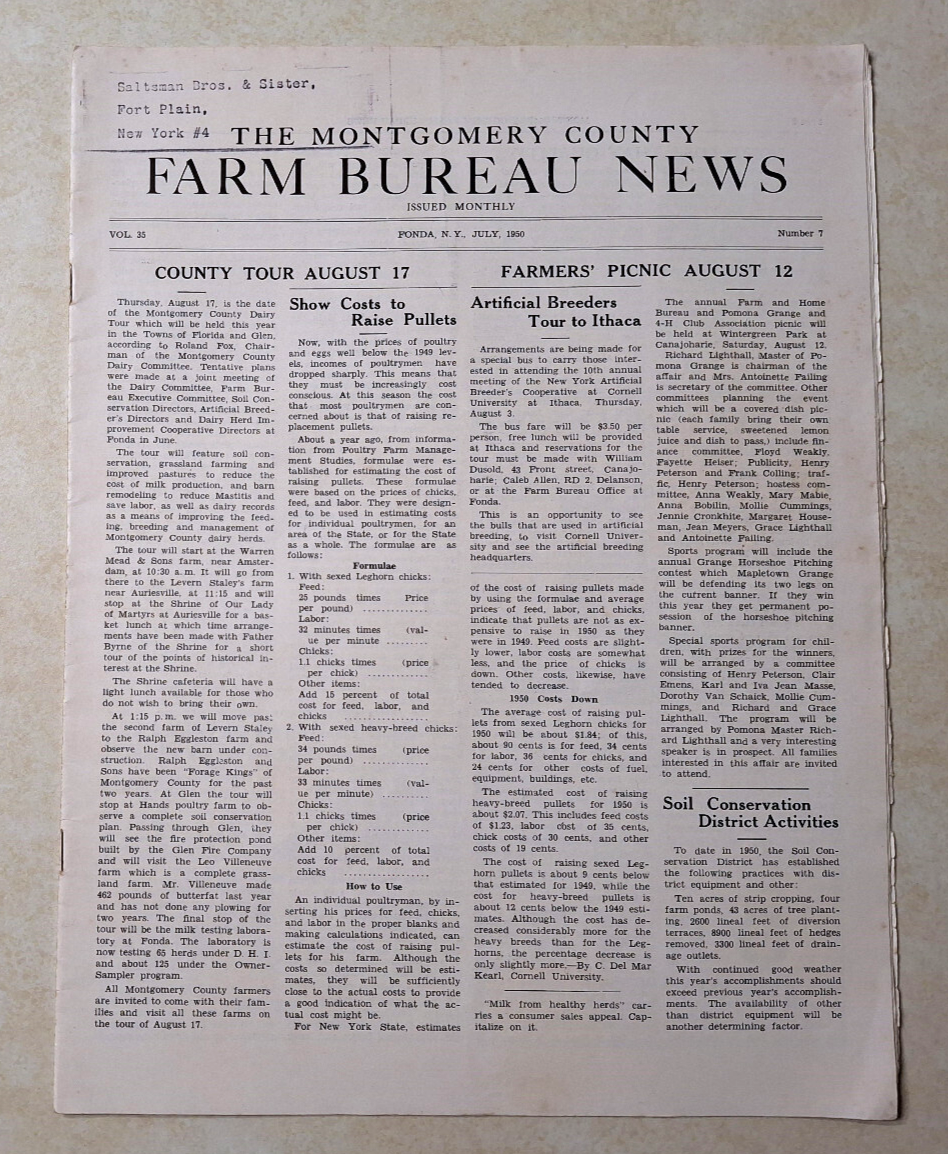 Saltsman Bros. & Sister,
Fort Plain,
New York #4
THE MONTGOMERY COUNTY
FARM BUREAU NEWS
ISSUED MONTHLY
VOL. 35
FONDA, N. Y., JULY, 1950
Number 7
COUNTY TOUR AUGUST 17
Thursday, August 17, is the date
of the Montgomery County Dairy
Tour which will be held this year
in the Towns of Florida and Glen,
according to Roland Fox, Chair-
man of the Montgomery County
Dairy Committee. Tentative plans
were made at a joint meeting of
the Dairy Committee, Farm Bur-
eau Executive Committee, Soil Con-
servation Directors, Artificial Breed-
er's Directors and Dairy Herd Im-
provement Cooperative Directors at
Fonda in June.
The tour will feature soil con-
servation, grassland farming and
improved pastures to reduce the
cost of milk production, and barn
remodeling to reduce Mastitis and
save labor, as well as dairy records
as a means of improving the feed-
ing, breeding and management of
Montgomery County dairy herds.
The tour will start at the Warren
Mead & Sons farm, near Amster-
dam, at 10:30 a. m. It will go from
there to the Levern Staley's farm
near Auriesville, at 11:15 and will
stop at the Shrine of Our Lady
of Martyrs at Auriesville for a bas-
ket lunch at which time arrange-
ments have been made with Father
Byrne of the Shrine for a short
tour of the points of historical in-
terest at the Shrine.
The Shrine cafeteria will have a
light lunch available for those who
do not wish to bring their own.
At 1:15 p. m. we will move past
the second farm of Levern Staley
to the Ralph Eggleston farm and
observe the new barn under con-
struction. Ralph Eggleston and
Sons have been "Forage Kings" of
Montgomery County for the past
two years. At Glen the tour will
stop at Hands poultry farm to ob-
serve a complete soil conservation
plan. Passing through Glen, they
will see the fire protection pond
built by the Glen Fire Company
and will visit the Leo Villeneuve
farm which is a complete grass-
land farm. Mr. Villeneuve made
462 pounds of butterfat last year
and has not done any plowing for
two years. The final stop of the
tour will be the milk testing labora-
tory at Fonda. The laboratory is
now testing 65 herds under D. H. I.
and about 125 under the Owner-
Sampler program.
All Montgomery County farmers
are invited to come with their fam-
ilies and visit all these farms on
the tour of August 17.
Show Costs to
Raise Pullets
Now, with the prices of poultry
and eggs well below the 1949 lev-
els, incomes of poultrymen have
dropped sharply. This means that
they must be increasingly cost
conscious. At this season the cost
that most poultrymen are con-
cerned about is that of raising re-
placement pullets.
About a year ago, from informa-
tion from Poultry Farm Manage-
ment Studies, formulae were es-
tablished for estimating the cost of
raising pullets. These formulae
were based on the prices of chicks,
feed, and labor. They were design-
ed to be used in estimating costs
for individual poultrymen, for an
area of the State, or for the State
as a whole. The formulae are as
follows:
Formulae
1. With sexed Leghorn chicks:
Feed:
25 pounds times Price
per pound) ..............
Labor:
32 minutes times (val-
ue per minute .........
Chicks:
1.1 chicks times (price
per chick) .............
Other items:
Add 15 percent of total
cost for feed, labor, and
chicks ..................
2. With sexed heavy-breed chicks:
Feed:
34 pounds times (price
per pound) .............
Labor:
33 minutes times (val-
ue per minute) ..........
Chicks:
1.1 chicks times (price
per chick) .............
Other items:
Add 10 percent of total
cost for feed, labor, and
chicks ..................
How to Use
An individual poultryman, by in-
serting his prices for feed, chicks,
and labor in the proper blanks and
making calculations indicated, can
estimate the cost of raising pul-
lets for his farm. Although the
costs so determined will be esti-
mates, they will be sufficiently
close to the actual costs to provide
a good indication of what the ac-
tual cost might be.
For New York State, estimates
FARMERS' PICNIC AUGUST 12
Artificial Breeders
Tour to Ithaca
Arrangements are being made for
a special bus to carry those inter-
ested in attending the 10th annual
meeting of the New York Artificial
Breeder's Cooperative at Cornell
University at Ithaca, Thursday,
August 3.
The bus fare will be $3.50 per
person, free lunch will be provided
at Ithaca and reservations for the
tour must be made with William
Dusold, 43 Front street, Canajo-
harie; Caleb Allen, RD 2, Delanson,
or at the Farm Bureau Office at
Fonda.
This is an opportunity to see
the bulls that are used in artificial
breeding, to visit Cornell Univer-
sity and see the artificial breeding
headquarters.
of the cost of raising pullets made
by using the formulae and average
prices of feed, labor, and chicks,
indicate that pullets are not as ex-
pensive to raise in 1950 as they
were in 1949. Feed costs are slight-
ly lower, labor costs are somewhat
less, and the price of chicks is
down. Other costs, likewise, have
tended to decrease.
1950 Costs Down
The average cost of raising pul-
lets from sexed Leghorn chicks for
1950 will be about $1.84; of this,
about 90 cents is for feed, 34 cents
for labor, 36 cents for chicks, and
24 cents for other costs of fuel,
equipment, buildings, etc.
The estimated cost of raising
heavy-breed pullets for 1950 is
about $2.07. This includes feed costs
of $1.23, labor cost of 35 cents,
chick costs of 30 cents, and other
costs of 19 cents.
The cost of raising sexed Leg-
horn pullets is about 9 cents below
that estimated for 1949, while the
cost for heavy-breed pullets is
about 12 cents below the 1949 esti-
mates. Although the cost has de-
creased considerably more for the
heavy breeds than for the Leg-
horns, the percentage decrease is
only slightly more.—By C. Del Mar
Kearl, Cornell University.
"Milk from healthy herds" car-
ries a consumer sales appeal. Cap-
italize on it.
The annual Farm and Home
Bureau and Pomona Grange and
4-H Club Association picnic will
be held at Wintergreen Park at
Canajoharie, Saturday, August 12.
Richard Lighthall, Master of Po-
mona Grange is chairman of the
affair and Mrs. Antoinette Failing
is secretary of the committee. Other
committees planning the event
which will be a covered dish pic-
nic (each family bring their own
table service, sweetened lemon
juice and dish to pass,) include fin-
ance committee, Floyd Weakly,
Fayette Heiser; Publicity, Henry
Peterson and Frank Colling; traf-
fic, Henry Peterson; hostess com-
mittee, Anna Weakly, Mary Mabie,
Anna Bobilin, Mollie Cummings,
Jennie Cronkhite, Margaret House-
man, Jean Meyers, Grace Lighthall
and Antoinette Failing.
Sports program will include the
annual Grange Horseshoe Pitching
contest which Mapletown Grange
will be defending its two legs on
the current banner. If they win
this year they get permanent po-
session of the horseshoe pitching
banner.
Special sports program for chil-
dren, with prizes for the winners,
will be arranged by a committee
consisting of Henry Peterson, Clair
Emens, Karl and Iva Jean Masse,
Dorothy Van Schaick, Mollie Cum-
mings, and Richard and Grace
Lighthall. The program will be
arranged by Pomona Master Rich-
ard Lighthall and a very interesting
speaker is in prospect. All families
interested in this affair are invited
to attend.
Soil Conservation
District Activities
To date in 1950, the Soil Con-
servation District has established
the following practices with dis-
trict equipment and other:
Ten acres of strip cropping, four
farm ponds, 43 acres of tree plant-
ing, 2600 lineal feet of diversion
terraces, 8900 lineal feet of hedges
removed, 3300 lineal feet of drain-
age outlets.
With continued good weather
this year's accomplishments should
exceed previous year's accomplish-
ments. The availability of other
than district equipment will be
another determining factor.